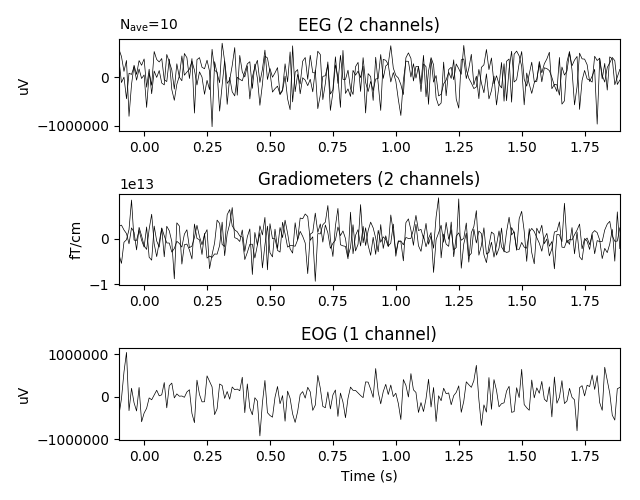 N_ave=10
EEG (2 channels)
uV
0
−1000000
0.00 0.25 0.50 0.75 1.00 1.25 1.50 1.75
1e13
Gradiometers (2 channels)
fT/cm
0
−1
0.00 0.25 0.50 0.75 1.00 1.25 1.50 1.75
EOG (1 channel)
uV
1000000
0
−1000000
0.00 0.25 0.50 0.75 1.00 1.25 1.50 1.75
Time (s)